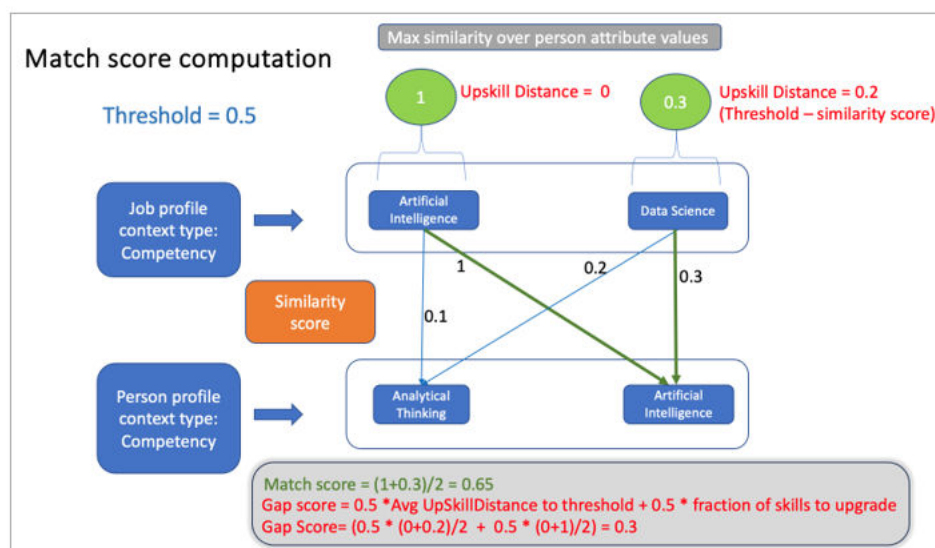 Max similarity over person attribute values
Match score computation
Threshold = 0.5
1
Upskill Distance = 0
0.3
Upskill Distance = 0.2
(Threshold – similarity score)
Job profile
context type:
Competency
Artificial
Intelligence
Data Science
1
0.2
0.3
Similarity
score
0.1
Person profile
context type:
Competency
Analytical
Thinking
Artificial
Intelligence
Match score = (1+0.3)/2 = 0.65
Gap score = 0.5 *Avg UpSkillDistance to threshold + 0.5 * fraction of skills to upgrade
Gap Score= (0.5 * (0+0.2)/2 + 0.5 * (0+1)/2) = 0.3